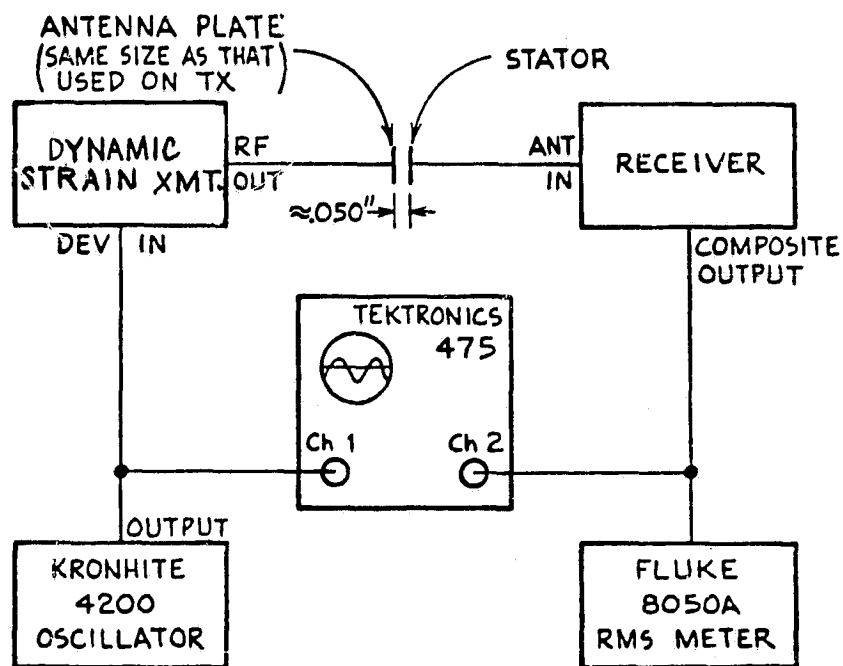 ANTENNA PLATE
(SAME SIZE AS THAT)
(USED ON TX
STATOR
DYNAMIC
STRAIN XMT.
RF
OUT
ANT
IN
RECEIVER
≈.050"
DEV IN
COMPOSITE
OUTPUT
TEKTRONICS
475
Ch 1
Ch 2
OUTPUT
KRONHITE
4200
OSCILLATOR
FLUKE
8050A
RMS METER